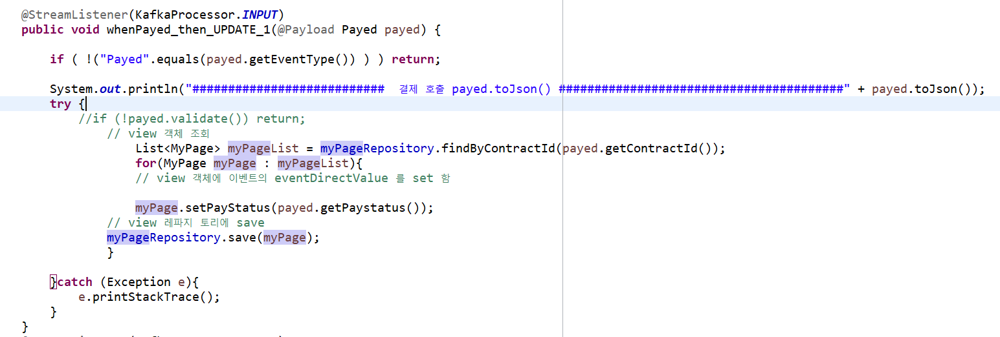 @StreamListener(KafkaProcessor.INPUT)
public void whenPayed_then_UPDATE_1(@Payload Payed payed) {
if ( !("Payed".equals(payed.getEventType()) ) ) return;
System.out.println("########################### 결제 호출 payed.toJson() ########################################" + payed.toJson());
try {
//if (!payed.validate()) return;
// view 객체 조회
List<MyPage> myPageList = myPageRepository.findByContractId(payed.getContractId());
for(MyPage myPage : myPageList){
// view 객체에 이벤트의 eventDirectValue 를 set 함
myPage.setPayStatus(payed.getPaystatus());
// view 레파지 토리에 save
myPageRepository.save(myPage);
}
}catch (Exception e){
e.printStackTrace();
}
}